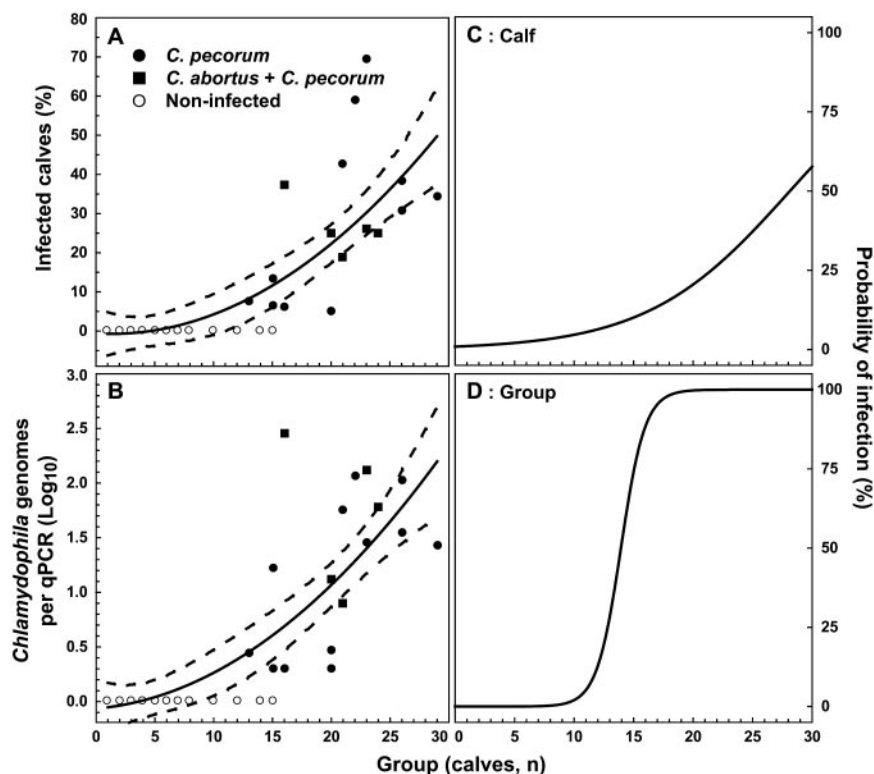 A
C. pecorum
C. abortus + C. pecorum
Non-infected
Infected calves (%)
80
70
60
50
40
30
20
10
0
C : Calf
100
75
50
25
0
B
Chlamydophila genomes
per qPCR (Log10)
3.0
2.5
2.0
1.5
1.0
0.5
0.0
0 5 10 15 20 25 30
D : Group
100
75
50
25
0
0 5 10 15 20 25 30
Probability of infection (%)
Group (calves, n)